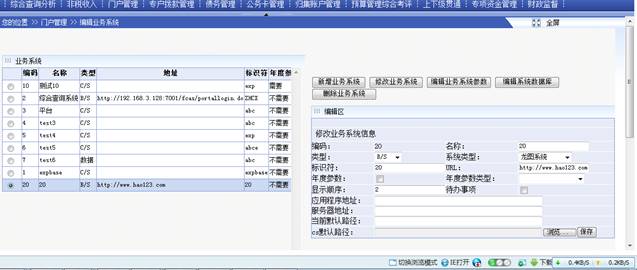 综合查询分析 非税收入 门户管理 专户拨款管理 债务管理 公务卡管理 归集账户管理 预算管理综合考评 上下级贯通 专项资金管理 财政监督
您的位置 >> 门户管理 >> 编辑业务系统 全屏
业务系统
编码 名称 类型 地址 标识符 年度参
10 测试10 C/S exp 需要
2 综合查询系统 B/S http://192.168.3.128:7001/fcax/portallogin.do ZHCX 不需要
3 平台 C/S abc 不需要
4 test3 C/S abc 不需要
5 test4 C/S exp 不需要
6 test5 C/S abce 不需要
7 test6 数据 abc 不需要
1 expbase C/S expbase 不需要
20 20 B/S http://www.hao123.com 20 不需要
新增业务系统 修改业务系统 编辑业务系统参数 编辑系统数据库
删除业务系统
编辑区
修改业务系统信息
编码: 20 名称: 20
类型: B/S 系统类型: 龙图系统
标识符: 20 URL: http://www.hao123.com
年度参数: 年度参数类型:
显示顺序: 2 待办事项
应用程序地址:
服务器地址:
当前默认路径:
cs默认路径: 浏览... 保存
切换浏览模式 IE打开 下载 0.4KB/S 0.2KB/S